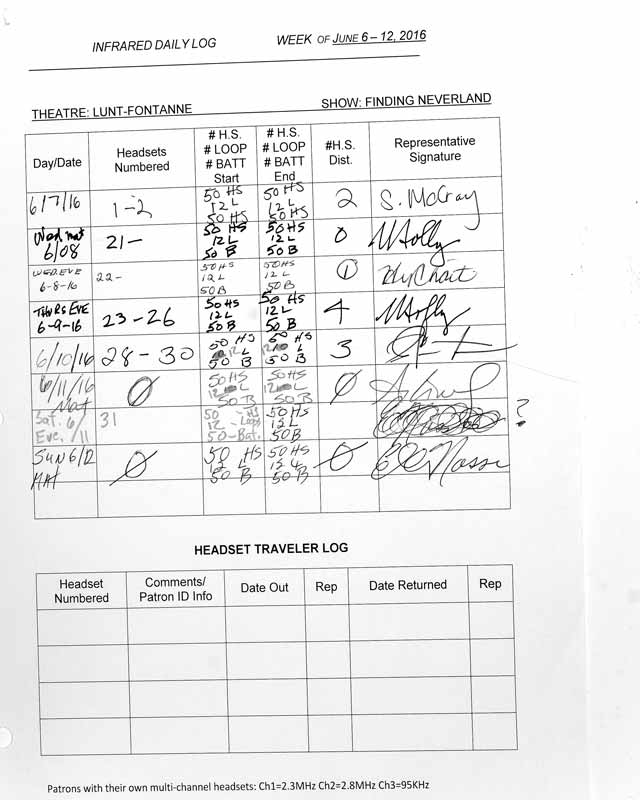 INFRARED DAILY LOG WEEK OF JUNE 6 – 12, 2016
THEATRE: LUNT-FONTANNE SHOW: FINDING NEVERLAND
Day/Date Headsets Numbered # H.S. # LOOP # BATT Start # H.S. # LOOP # BATT End #H.S. Dist. Representative Signature
6/7/16 1-2 50 HS 12 L 50 HS 50 HS 12 L 50 HS 2 S. McCray
Wed mat 6/08 21- 50 HS 12 L 50 B 50 HS 12 L 50 B 0
WED. EVE 6-8-16 22- 50 HS 12 L 50 B 50 HS 12 L 50 B 1
THURS EVE 6-9-16 23-26 50 HS 12 L 50 B 50 HS 12 L 50 B 4
6/10/16 28-30 50 HS 12 L 50 B 50 HS 12 L 50 B 3
6/11/16 Mat Ø 50 HS 12 L 50 B 50 HS 12 L 50 B Ø
Sat. 6/11 Eve. 31 50 - HS 12 - Loops 50 - Bat. 50 HS 12 L 50 B ?
SUN 6/12 MAT Ø 50 HS 12 L 50 B 50 HS 50 B Ø
HEADSET TRAVELER LOG
Headset Numbered Comments/ Patron ID Info Date Out Rep Date Returned Rep
Patrons with their own multi-channel headsets: Ch1=2.3MHz Ch2=2.8MHz Ch3=95KHz